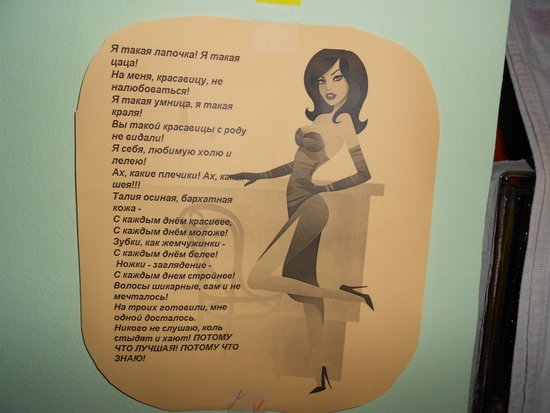 Я такая лапочка! Я такая
цаца!
На меня, красавицу, не
налюбоваться!
Я такая умница, я такая
краля!
Вы такой красавицы с роду
не видали!
Я себя, любимую холю и
лелею!
Ах, какие плечики! Ах, какая
шея!!!
Талия осиная, бархатная
кожа -
С каждым днём красивее,
С каждым днём моложе!
Зубки, как жемчужинки -
С каждым днём белее!
Ножки - заглядение -
С каждым днем стройнее!
Волосы шикарные, вам и не
мечталось!
На троих готовили, мне
одной досталось.
Никого не слушаю, коль
стыдят и хают! ПОТОМУ
ЧТО ЛУЧШАЯ! ПОТОМУ ЧТО
ЗНАЮ!